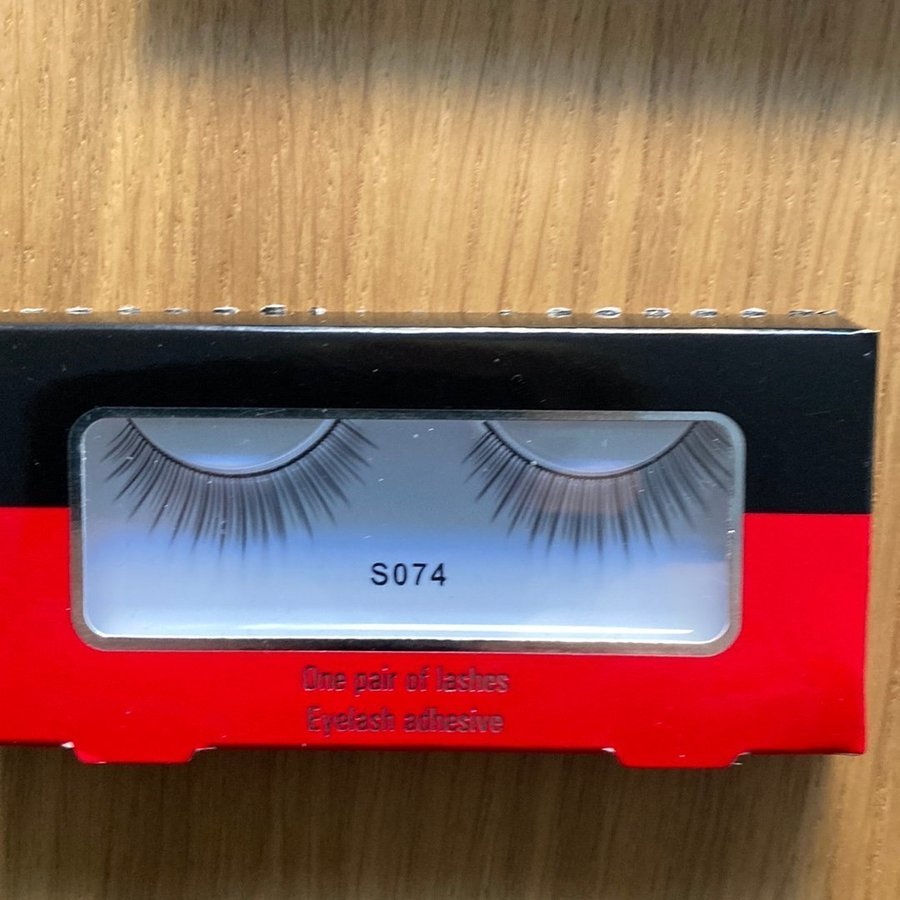 S074
One pair of lashes
Eyelash adhesive